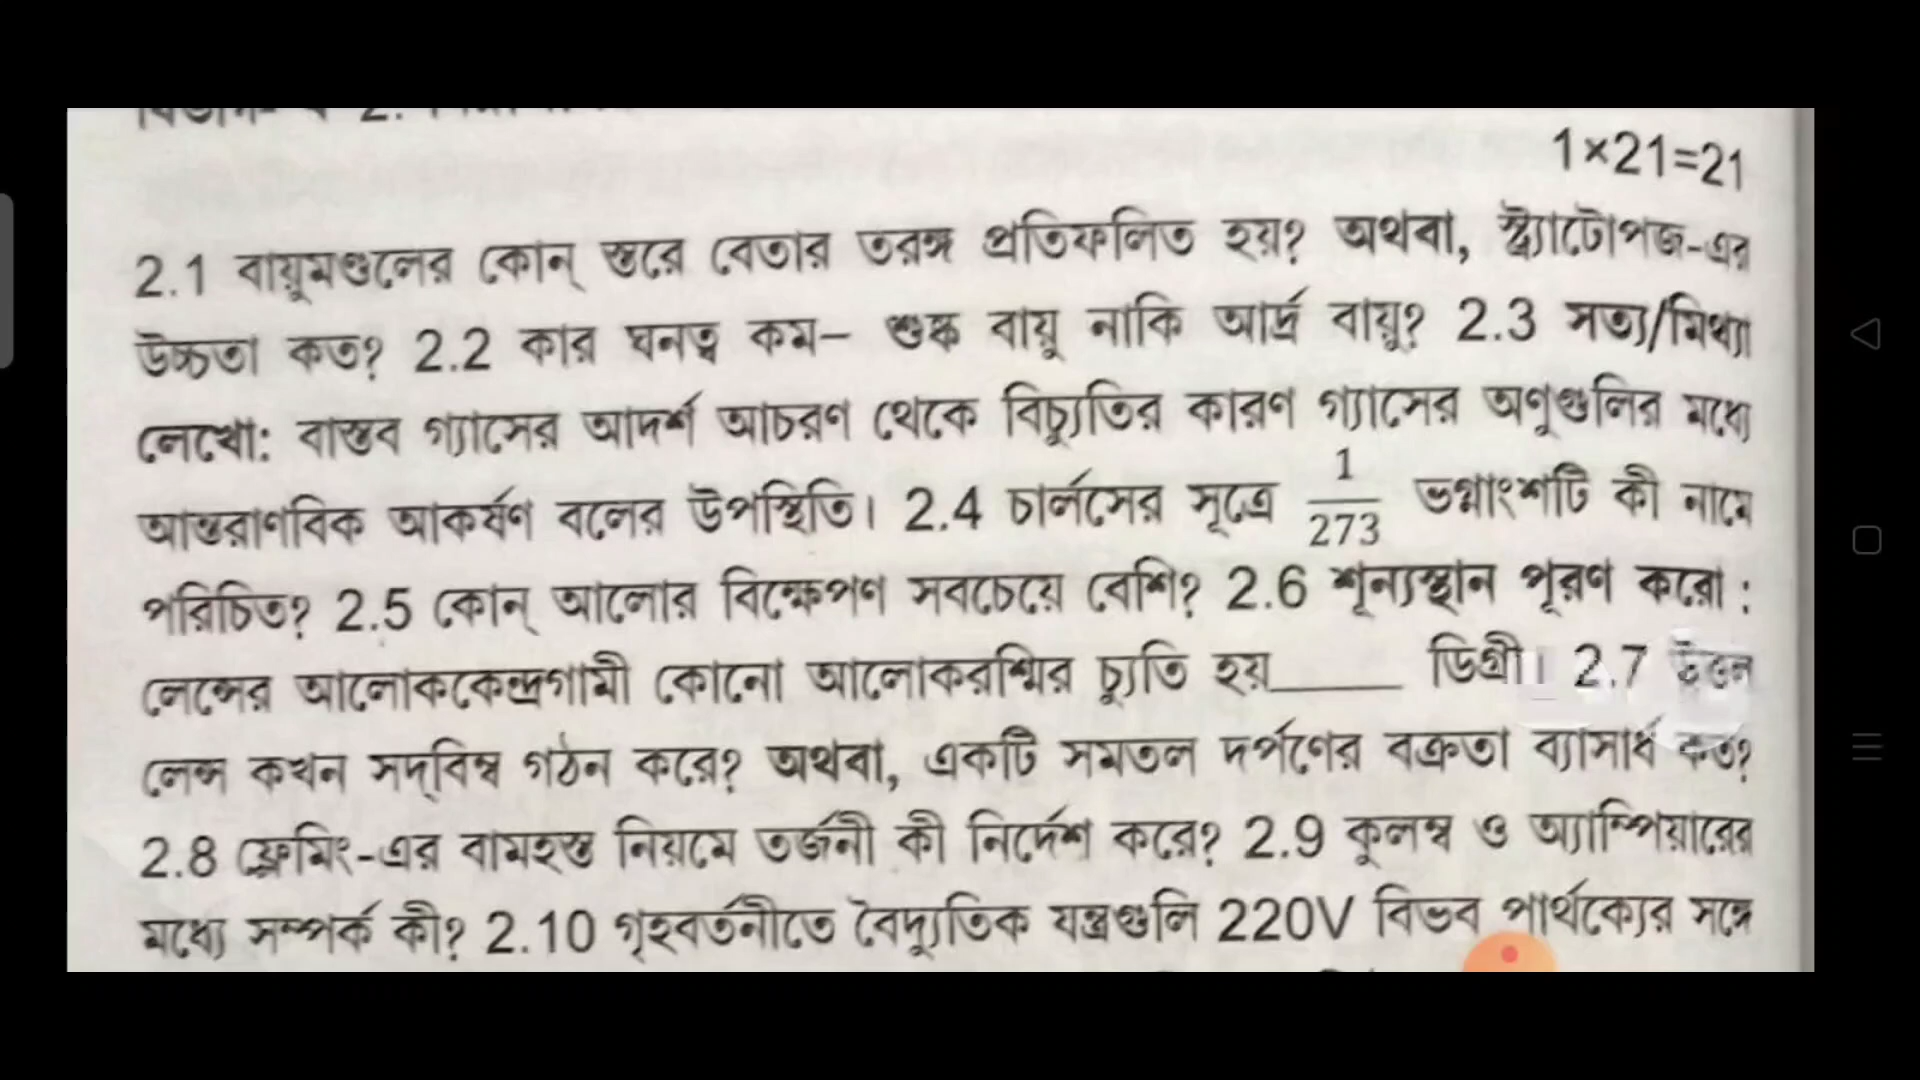 1×21=21
2.1 বায়ুমণ্ডলের কোন্ স্তরে বেতার তরঙ্গ প্রতিফলিত হয়? অথবা, স্ট্র্যাটোপজ-এর
উচ্চতা কত? 2.2 কার ঘনত্ব কম– শুষ্ক বায়ু নাকি আর্দ্র বায়ু? 2.3 সত্য/মিথ্যা
লেখো: বাস্তব গ্যাসের আদর্শ আচরণ থেকে বিচ্যুতির কারণ গ্যাসের অণুগুলির মধ্যে
আন্তরাণবিক আকর্ষণ বলের উপস্থিতি। 2.4 চার্লসের সূত্রে 1/273 ভগ্নাংশটি কী নামে
পরিচিত? 2.5 কোন্ আলোর বিক্ষেপণ সবচেয়ে বেশি? 2.6 শূন্যস্থান পূরণ করো :
লেন্সের আলোককেন্দ্রগামী কোনো আলোকরশ্মির চ্যুতি হয়_____ ডিগ্রী। 2.7 উত্তল
লেন্স কখন সদ্‌বিম্ব গঠন করে? অথবা, একটি সমতল দর্পণের বক্রতা ব্যাসার্ধ কত?
2.8 ফ্লেমিং-এর বামহস্ত নিয়মে তর্জনী কী নির্দেশ করে? 2.9 কুলম্ব ও অ্যাম্পিয়ারের
মধ্যে সম্পর্ক কী? 2.10 গৃহবর্তনীতে বৈদ্যুতিক যন্ত্রগুলি 220V বিভব পার্থক্যের সঙ্গে